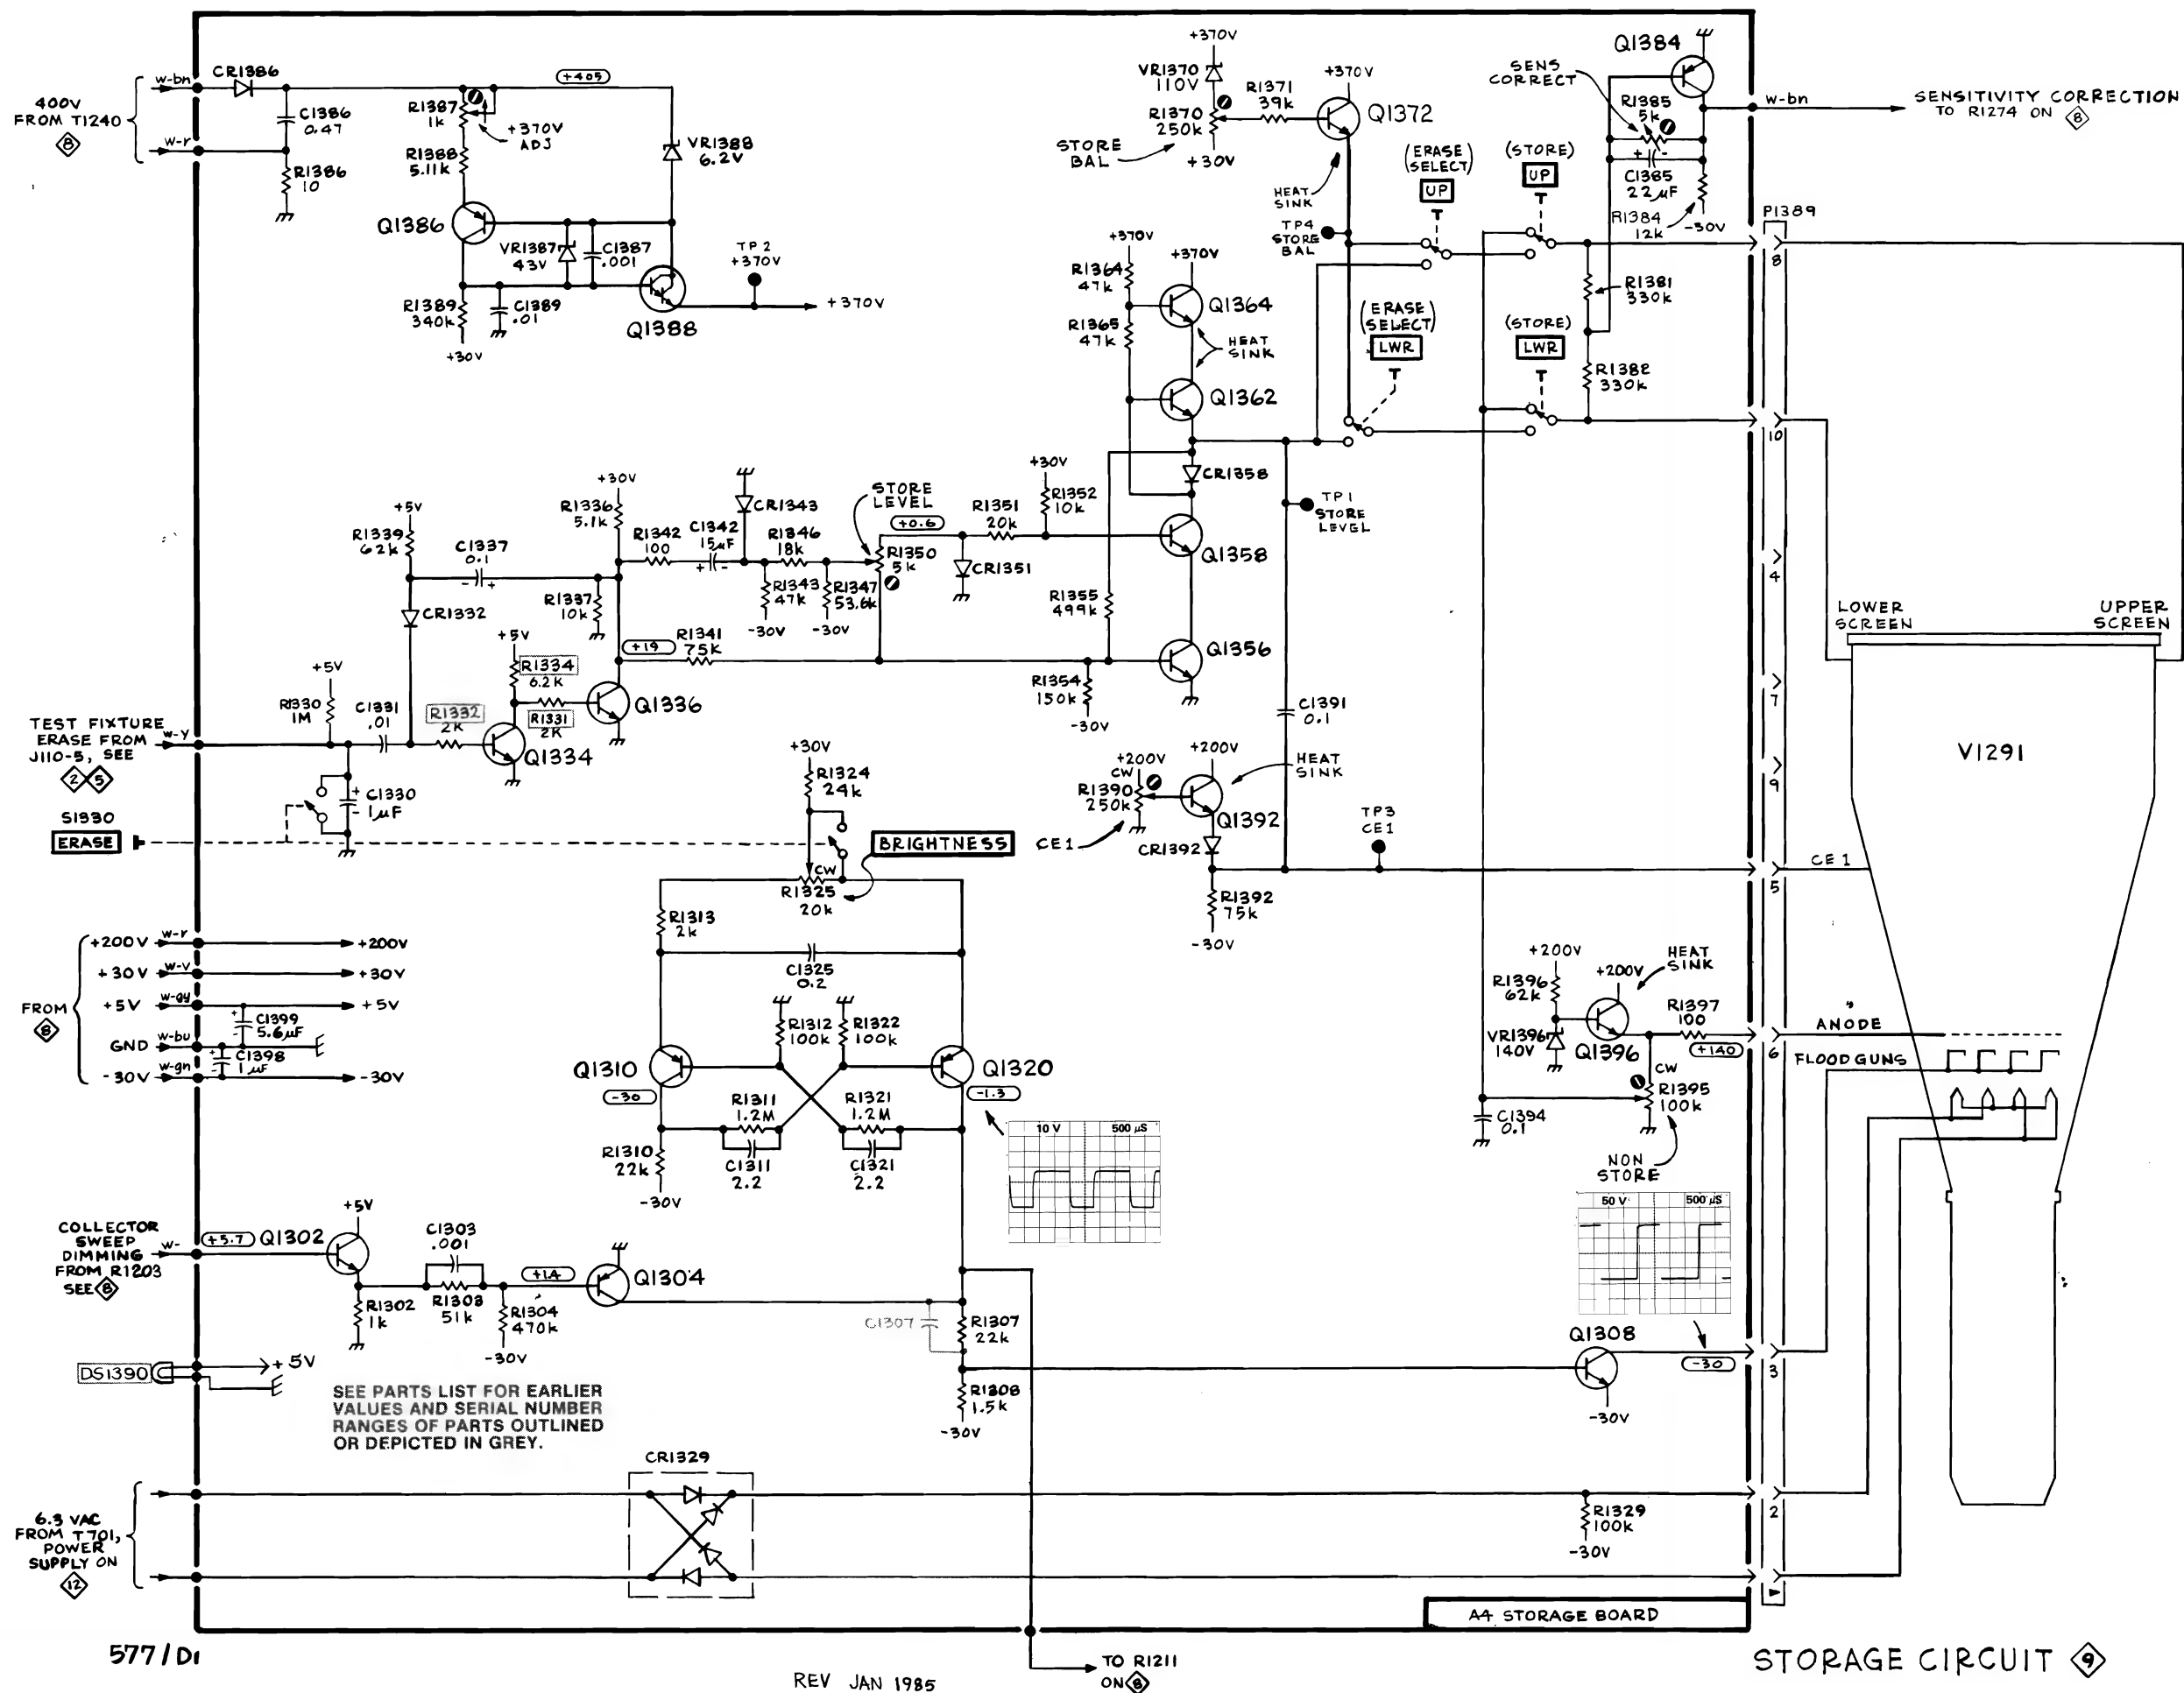 400V
FROM T1240
8
w-bn
w-r
CR1386
C1386
0.47
R1386
10
R1387
1k
+370V
ADJ
+405
R1388
5.11k
VR1388
6.2V
Q1386
VR1387
43V
C1387
.001
R1389
340k
+30V
C1389
.01
Q1388
TP2
+370V
+370V
+370V
VR1370
110V
R1370
250k
+30V
STORE
BAL
R1371
39k
+370V
Q1372
HEAT
SINK
TP4
STORE
BAL
(ERASE
SELECT)
UP
(STORE)
UP
SENS
CORRECT
Q1384
R1385
5k
C1385
22µF
R1384
12k
-30V
w-bn
SENSITIVITY CORRECTION
TO R1274 ON 8
P1389
8
R1381
330k
R1382
330k
10
(ERASE
SELECT)
LWR
(STORE)
LWR
+370V
R1364
47k
+370V
Q1364
R1365
47k
HEAT
SINK
Q1362
CR1358
TP1
STORE
LEVEL
4
7
9
LOWER
SCREEN
UPPER
SCREEN
V1291
+5V
R1339
62k
C1337
0.1
- +
CR1332
+30V
R1336
5.1k
R1337
10k
R1342
100
C1342
15µF
+ -
CR1343
R1346
18k
R1343
47k
-30V
R1347
53.6k
-30V
STORE
LEVEL
R1350
5k
+0.6
CR1351
R1351
20k
+30V
R1352
10k
Q1358
R1355
499k
Q1356
R1354
150k
-30V
+19
R1341
75k
+5V
R1334
6.2K
R1331
2K
Q1336
+5V
R1330
1M
C1331
.01
R1332
2K
Q1334
TEST FIXTURE
ERASE FROM
J110-5, SEE
2 5
w-y
C1330
1µF
+
-
S1330
ERASE
C1391
0.1
+200V
CW
R1390
250k
CE1
+200V
HEAT
SINK
Q1392
CR1392
R1392
75k
-30V
TP3
CE1
CE 1
5
+30V
R1324
24k
BRIGHTNESS
CW
R1325
20k
R1313
2k
C1325
0.2
R1312
100k
R1322
100k
Q1310
-30
Q1320
-1.3
R1311
1.2M
R1321
1.2M
C1311
2.2
C1321
2.2
R1310
22k
-30V
10 V 500 µS
FROM
8
+200V w-r +200V
+30V w-v +30V
+5V w-gy +5V
C1399
5.6µF
GND w-bu
C1398
1µF
-30V w-gn -30V
+200V
R1396
62k
VR1396
140V
+200V
HEAT
SINK
Q1396
R1397
100
+140
ANODE
6
FLOOD GUNS
CW
R1395
100k
C1394
0.1
NON
STORE
50 V 500 µS
COLLECTOR
SWEEP
DIMMING
FROM R1203
SEE 8
w-
+5.7
Q1302
+5V
C1303
.001
R1302
1k
R1303
51k
+1.4
R1304
470k
-30V
Q1304
C1307
R1307
22k
R1308
1.5k
-30V
Q1308
-30
-30V
3
DS1390
+5V
SEE PARTS LIST FOR EARLIER
VALUES AND SERIAL NUMBER
RANGES OF PARTS OUTLINED
OR DEPICTED IN GREY.
CR1329
6.3 VAC
FROM T701,
POWER
SUPPLY ON
12
R1329
100k
-30V
2
A4 STORAGE BOARD
577/D1
REV JAN 1985
TO R1211
ON 8
STORAGE CIRCUIT 9